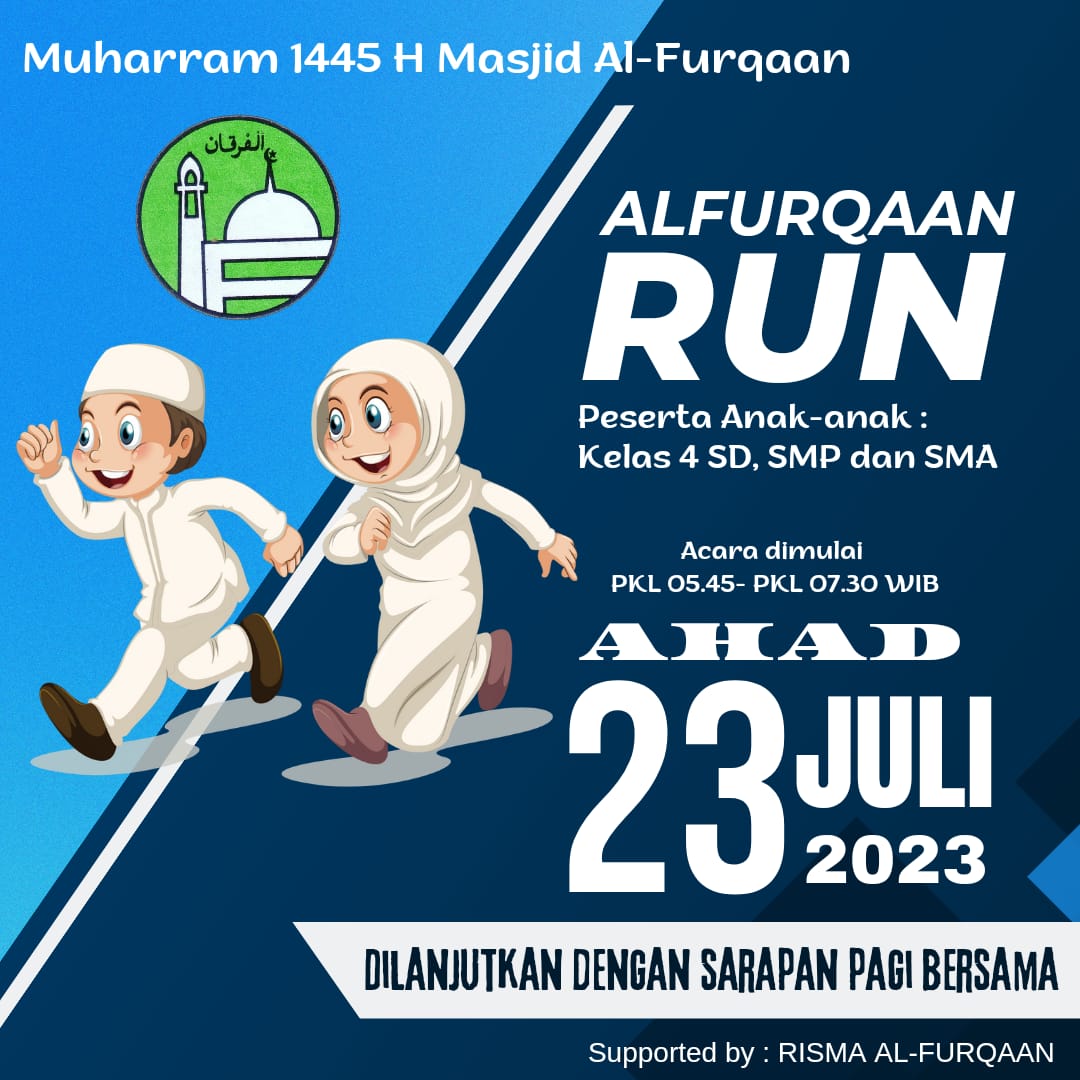 Muharram 1445 H Masjid Al-Furqaan
الفرقان
ALFURQAAN
RUN
Peserta Anak-anak :
Kelas 4 SD, SMP dan SMA
Acara dimulai
PKL 05.45- PKL 07.30 WIB
AHAD
23 JULI
2023
DILANJUTKAN DENGAN SARAPAN PAGI BERSAMA
Supported by : RISMA AL-FURQAAN